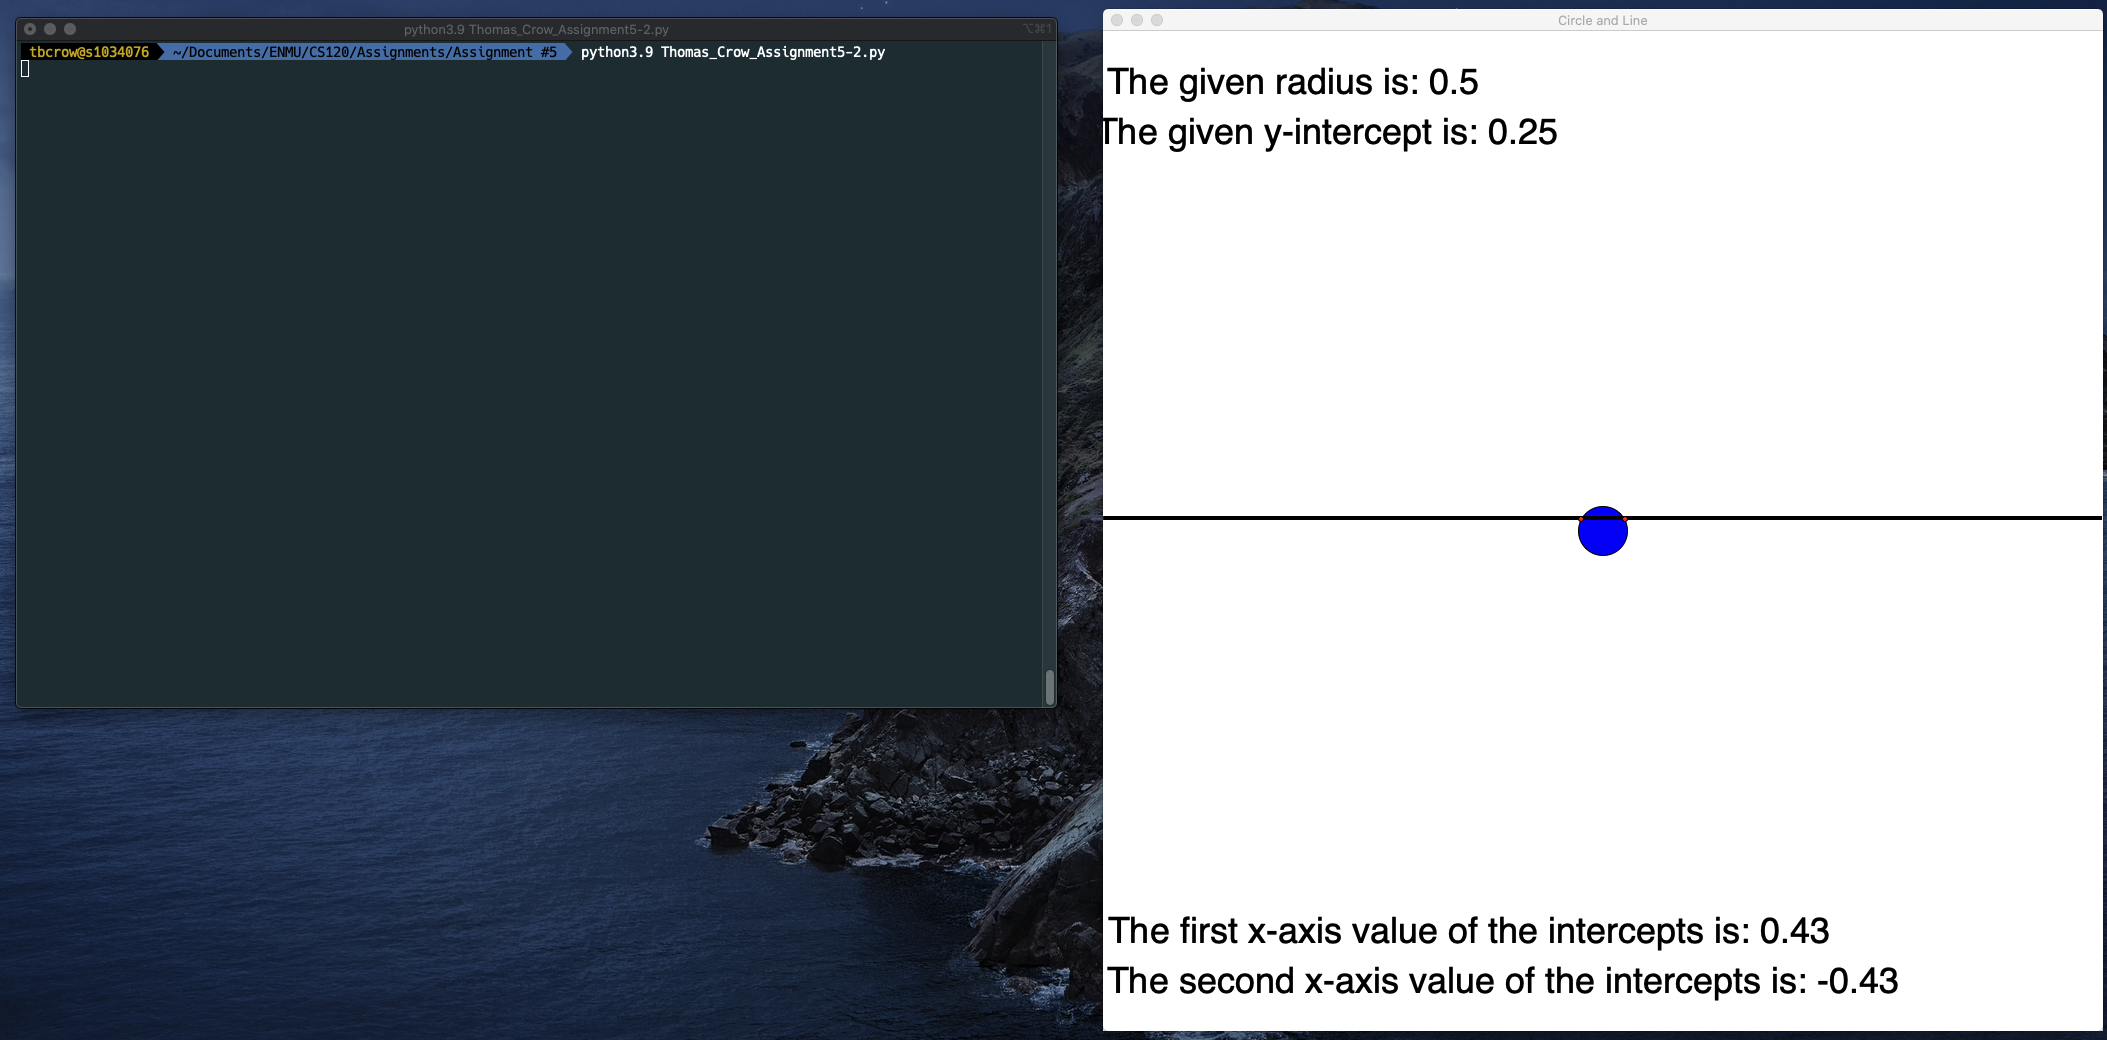 python3.9 Thomas_Crow_Assignment5-2.py
⌥⌘1
tbcrow@s1034076 ~/Documents/ENMU/CS120/Assignments/Assignment #5 python3.9 Thomas_Crow_Assignment5-2.py
Circle and Line
The given radius is: 0.5
The given y-intercept is: 0.25
The first x-axis value of the intercepts is: 0.43
The second x-axis value of the intercepts is: -0.43